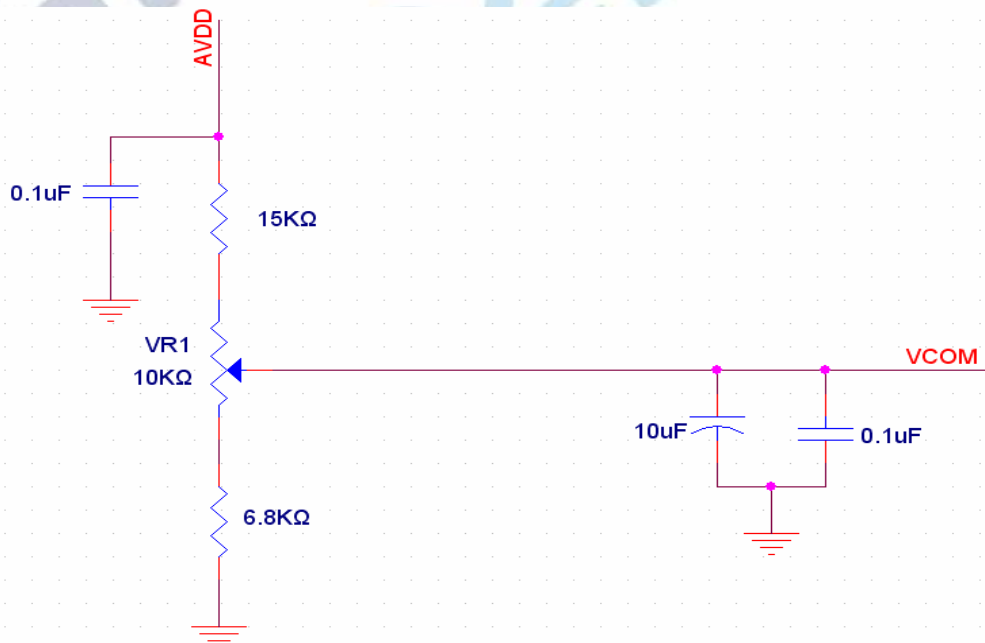 AVDD
0.1uF
15KΩ
VR1
10KΩ
VCOM
10uF
0.1uF
6.8KΩ